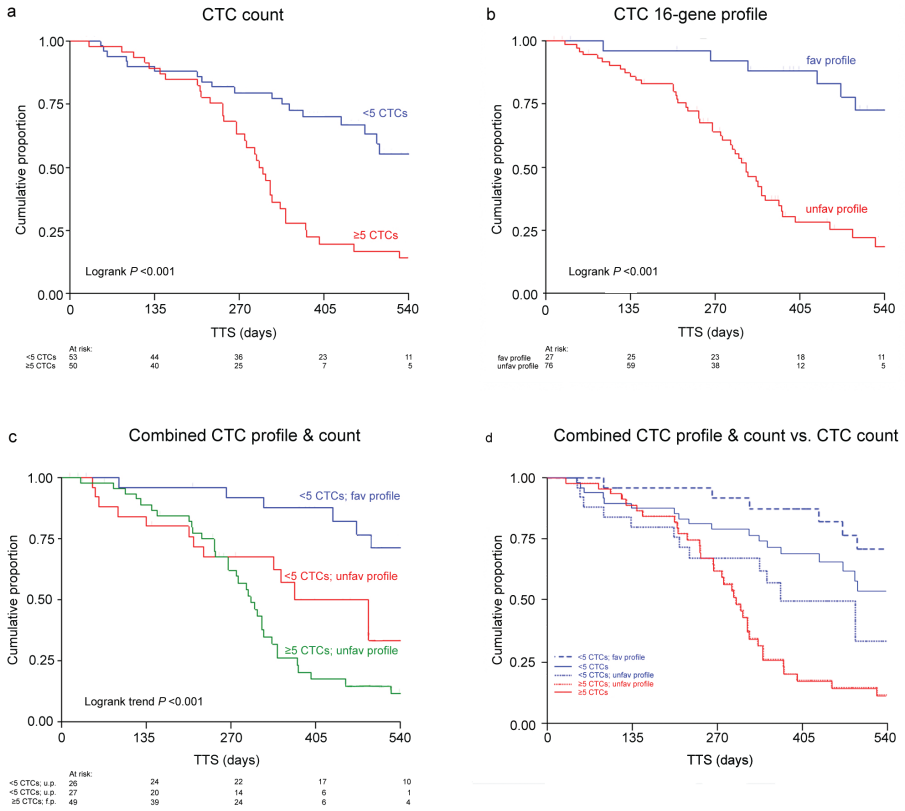 a
CTC count
Cumulative proportion
1.00
0.75
0.50
0.25
0.00
<5 CTCs
≥5 CTCs
Logrank P <0.001
0 135 270 405 540
TTS (days)
At risk:
<5 CTCs 53 44 36 23 11
≥5 CTCs 50 40 25 7 5
b
CTC 16-gene profile
Cumulative proportion
1.00
0.75
0.50
0.25
0.00
fav profile
unfav profile
Logrank P <0.001
0 135 270 405 540
TTS (days)
At risk:
fav profile 27 25 23 18 11
unfav profile 76 59 38 12 5
c
Combined CTC profile & count
Cumulative proportion
1.00
0.75
0.50
0.25
0.00
<5 CTCs; fav profile
<5 CTCs; unfav profile
≥5 CTCs; unfav profile
Logrank trend P <0.001
0 135 270 405 540
TTS (days)
At risk:
<5 CTCs; u.p. 26 24 22 17 10
<5 CTCs; u.p. 27 20 14 6 1
≥5 CTCs; f.p. 49 39 24 6 4
d
Combined CTC profile & count vs. CTC count
Cumulative proportion
1.00
0.75
0.50
0.25
0.00
<5 CTCs; fav profile
<5 CTCs
<5 CTCs; unfav profile
≥5 CTCs; unfav profile
≥5 CTCs
0 135 270 405 540
TTS (days)